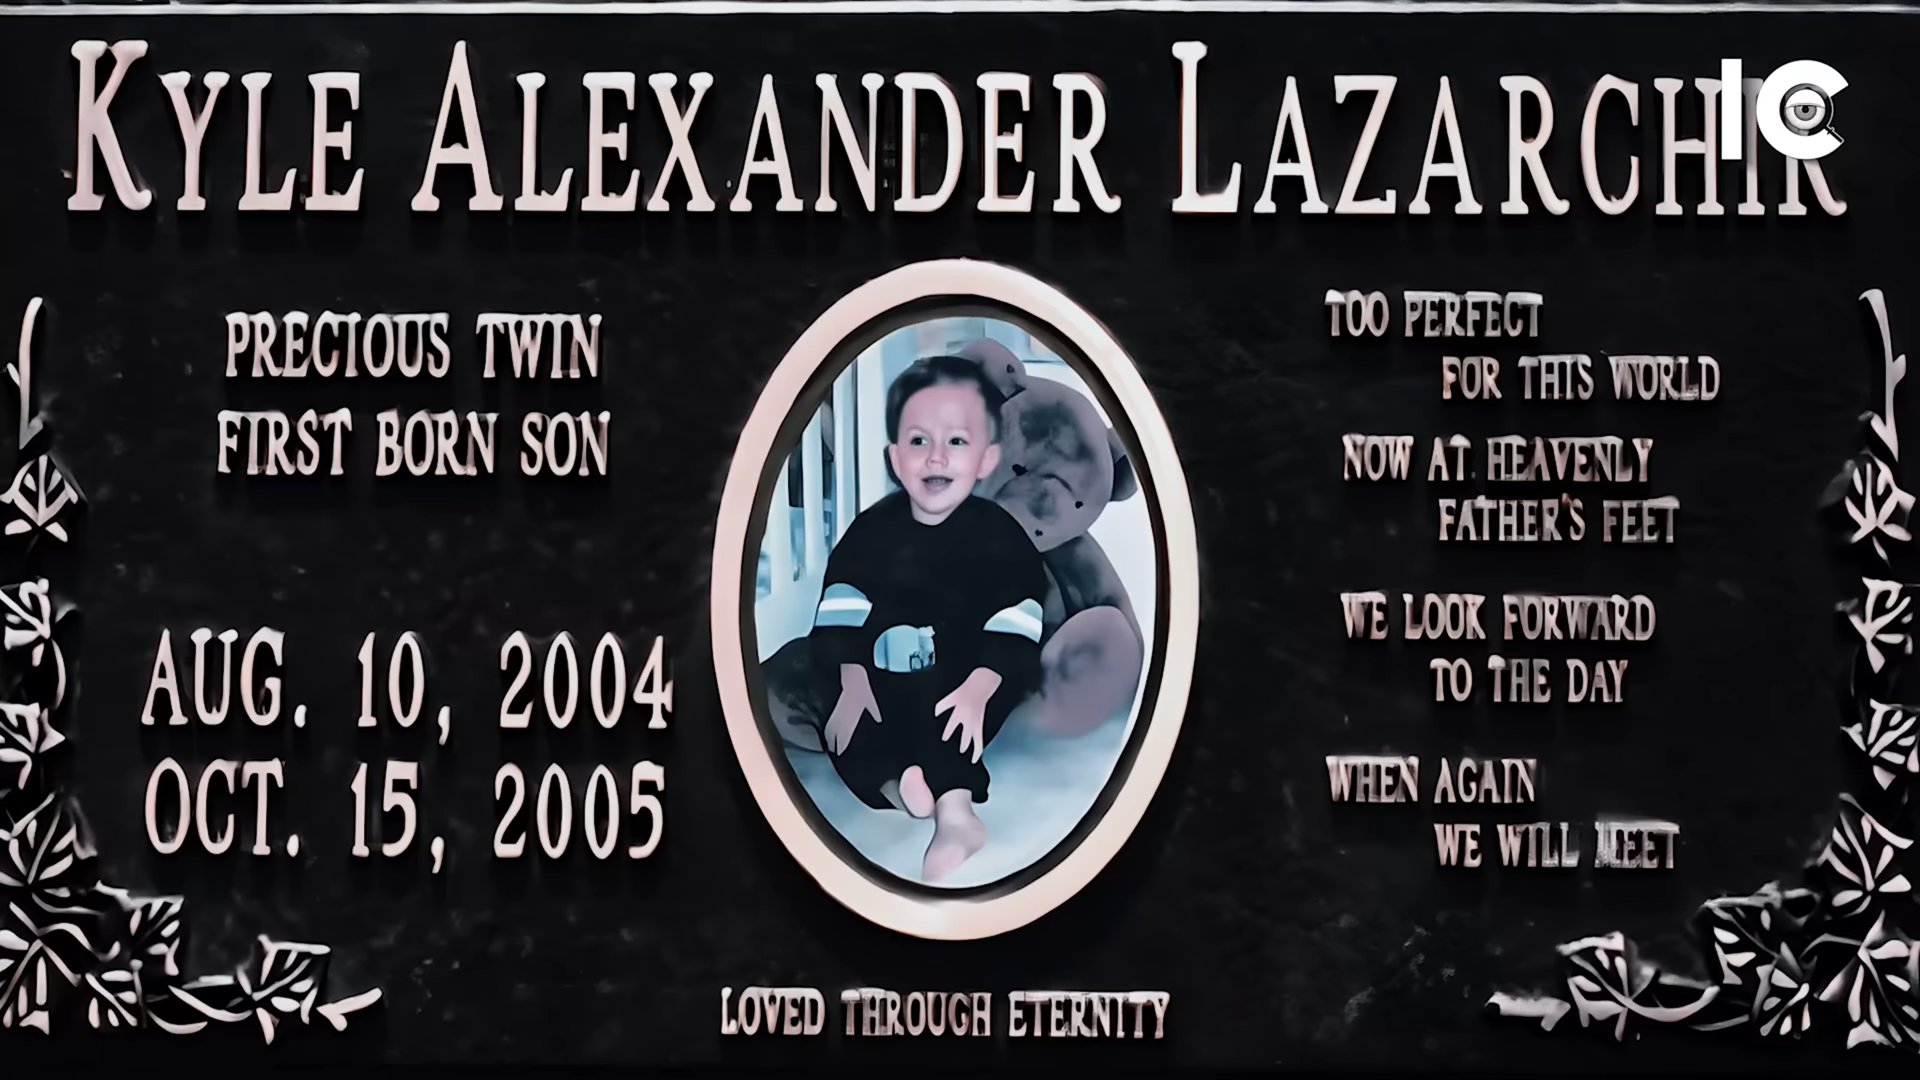 KYLE ALEXANDER LAZARCHIK
IC
PRECIOUS TWIN
FIRST BORN SON
AUG. 10, 2004
OCT. 15, 2005
TOO PERFECT
FOR THIS WORLD
NOW AT HEAVENLY
FATHER'S FEET
WE LOOK FORWARD
TO THE DAY
WHEN AGAIN
WE WILL MEET
LOVED THROUGH ETERNITY